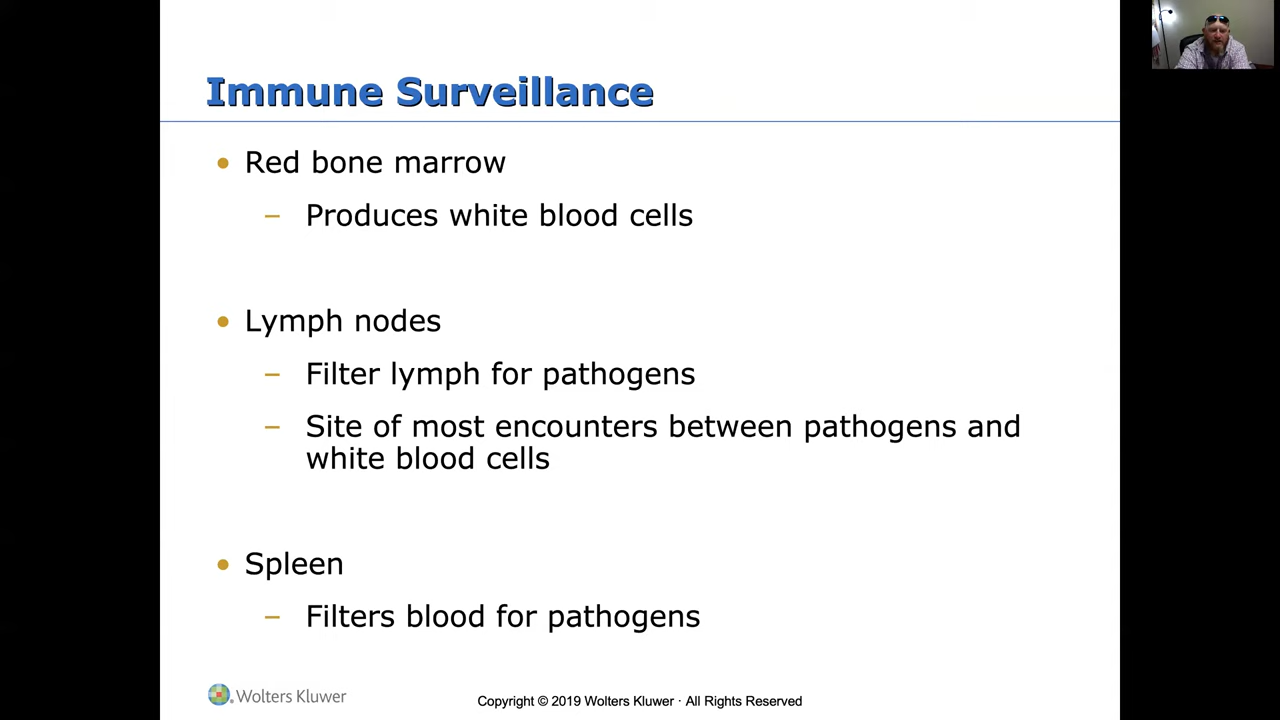 Immune Surveillance
• Red bone marrow
– Produces white blood cells
• Lymph nodes
– Filter lymph for pathogens
– Site of most encounters between pathogens and
white blood cells
• Spleen
– Filters blood for pathogens
Wolters Kluwer
Copyright © 2019 Wolters Kluwer · All Rights Reserved